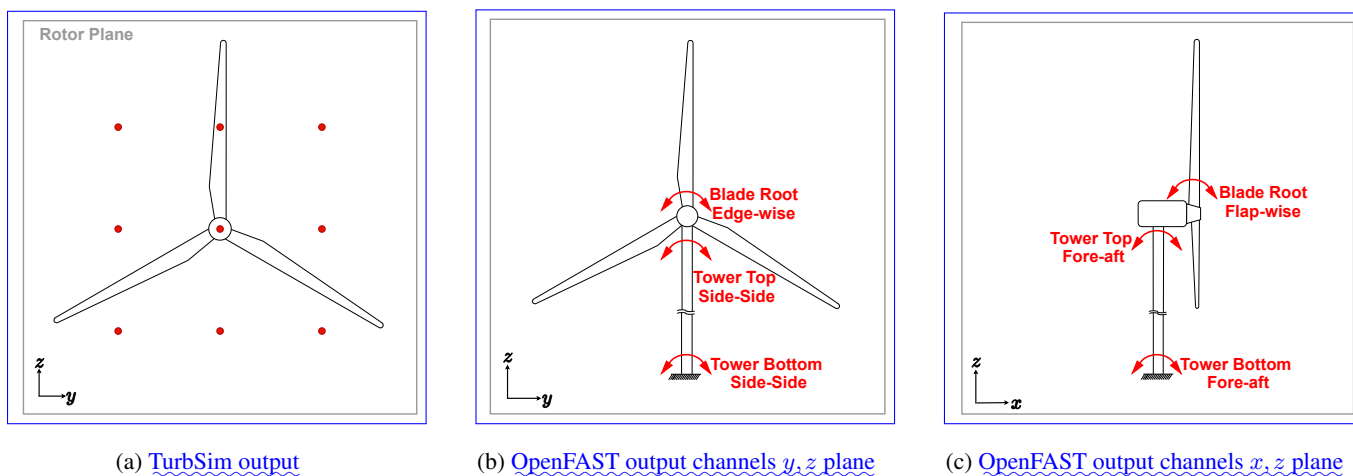 Rotor Plane
z
y
(a) TurbSim output
Blade Root
Edge-wise
Tower Top
Side-Side
Tower Bottom
Side-Side
z
y
(b) OpenFAST output channels y, z plane
Blade Root
Flap-wise
Tower Top
Fore-aft
Tower Bottom
Fore-aft
z
x
(c) OpenFAST output channels x, z plane